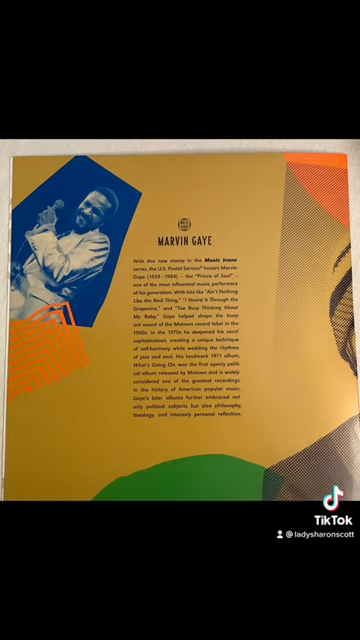 MARVIN GAYE
With this new stamp in the Music Icons
series, the U.S. Postal Service® honors Marvin
Gaye (1939–1984) — the "Prince of Soul" —
one of the most influential music performers
of his generation. With hits like "Ain't Nothing
Like the Real Thing," "I Heard It Through the
Grapevine," and "Too Busy Thinking About
My Baby," Gaye helped shape the buoy-
ant sound of the Motown record label in the
1960s. In the 1970s he deepened his vocal
sophistication, creating a unique technique
of self-harmony while wedding the rhythms
of jazz and soul. His landmark 1971 album,
What's Going On, was the first openly politi-
cal album released by Motown and is widely
considered one of the greatest recordings
in the history of American popular music.
Gaye's later albums further embraced not
only political subjects but also philosophy,
theology, and intensely personal reflection.
TikTok
@ladysharonscott